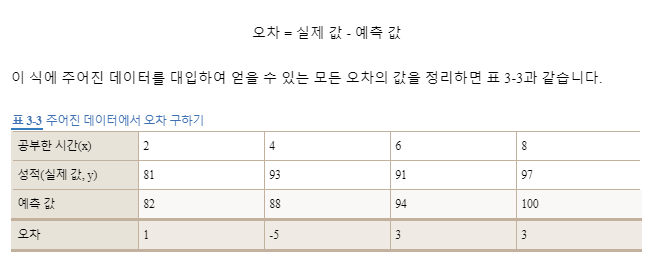 오차 = 실제 값 - 예측 값
이 식에 주어진 데이터를 대입하여 얻을 수 있는 모든 오차의 값을 정리하면 표 3-3과 같습니다.
표 3-3 주어진 데이터에서 오차 구하기
공부한 시간(x) 2 4 6 8
성적(실제 값, y) 81 93 91 97
예측 값 82 88 94 100
오차 1 -5 3 3